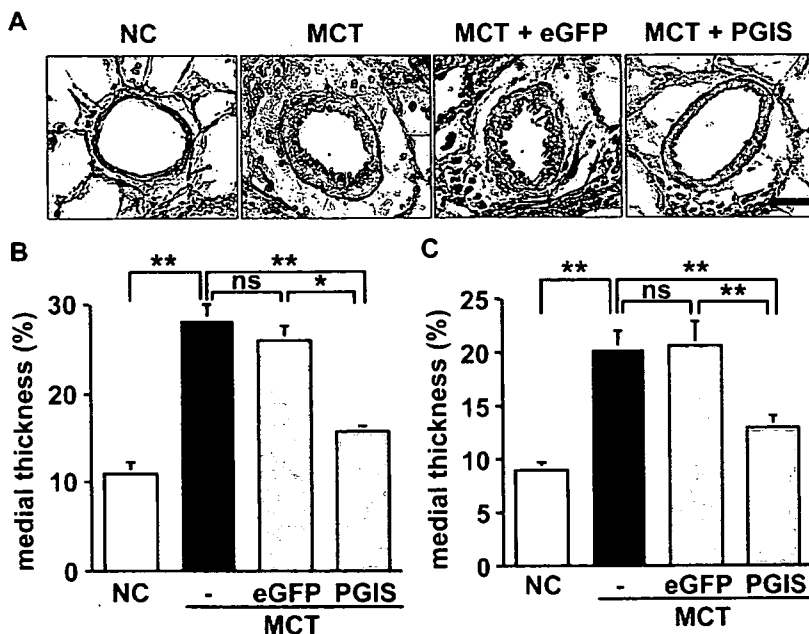 A
NC MCT MCT + eGFP MCT + PGIS
B
** **
ns *
medial thickness (%)
30
20
10
0
NC - eGFP PGIS
MCT
C
** **
ns **
medial thickness (%)
25
20
15
10
5
0
NC - eGFP PGIS
MCT